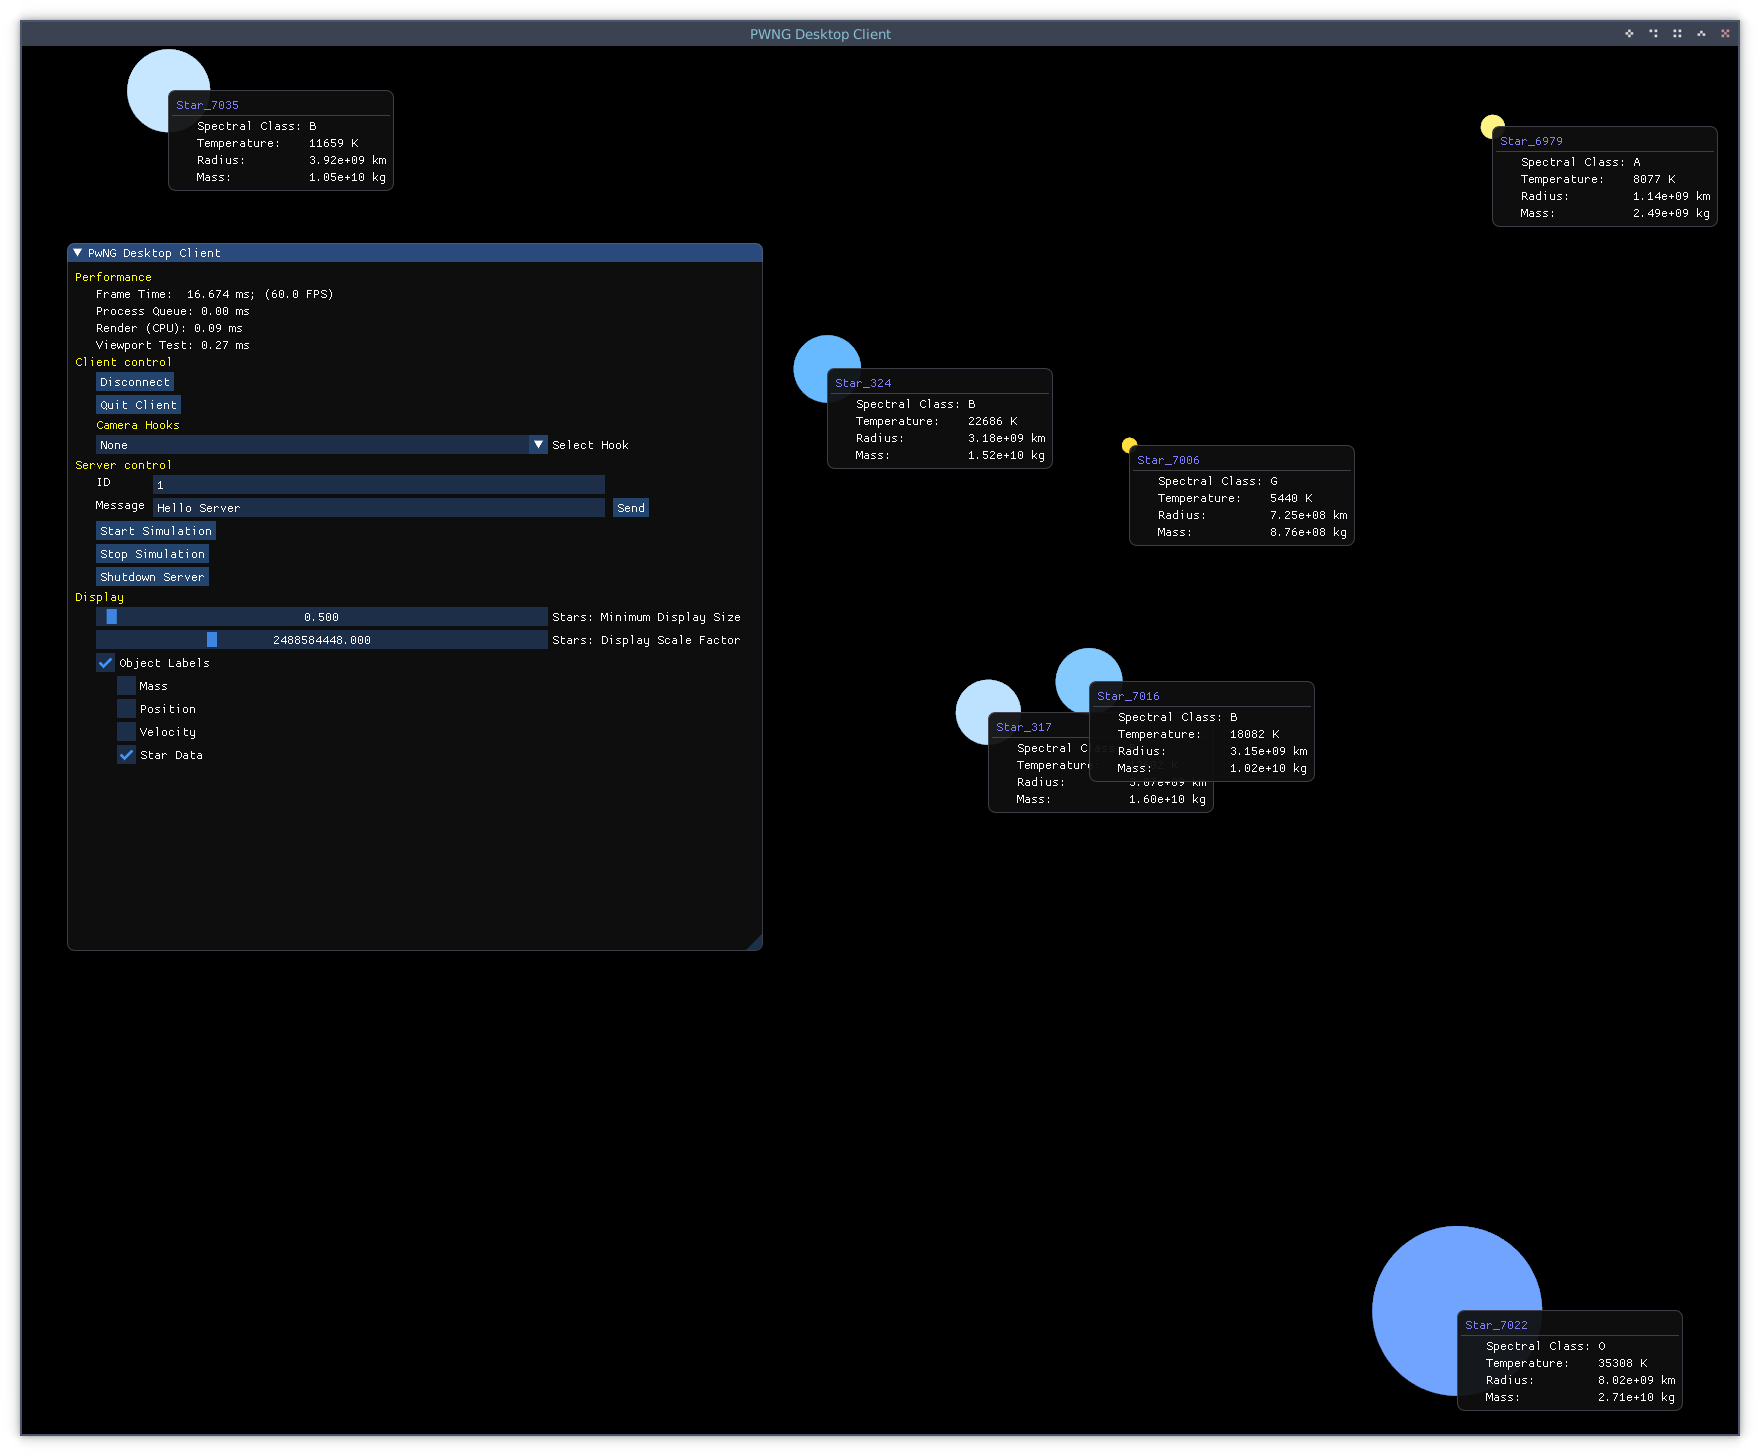 PWNG Desktop Client
Star_7035
Spectral Class: B
Temperature: 11659 K
Radius: 3.92e+09 km
Mass: 1.05e+10 kg
Star_6979
Spectral Class: A
Temperature: 8077 K
Radius: 1.14e+09 km
Mass: 2.49e+09 kg
PwNG Desktop Client
Performance
Frame Time: 16.674 ms; (60.0 FPS)
Process Queue: 0.00 ms
Render (CPU): 0.09 ms
Viewport Test: 0.27 ms
Client control
Disconnect
Quit Client
Camera Hooks
None Select Hook
Server control
ID 1
Message Hello Server Send
Start Simulation
Stop Simulation
Shutdown Server
Display
0.500 Stars: Minimum Display Size
2488584448.000 Stars: Display Scale Factor
Object Labels
Mass
Position
Velocity
Star Data
Star_324
Spectral Class: B
Temperature: 22686 K
Radius: 3.18e+09 km
Mass: 1.52e+10 kg
Star_7006
Spectral Class: G
Temperature: 5440 K
Radius: 7.25e+08 km
Mass: 8.76e+08 kg
Star_7016
Spectral Class: B
Temperature: 18082 K
Radius: 3.15e+09 km
Mass: 1.02e+10 kg
Star_317
Spectral
Temperature
Radius: km
Mass: 1.60e+10 kg
Star_7022
Spectral Class: O
Temperature: 35308 K
Radius: 8.02e+09 km
Mass: 2.71e+10 kg